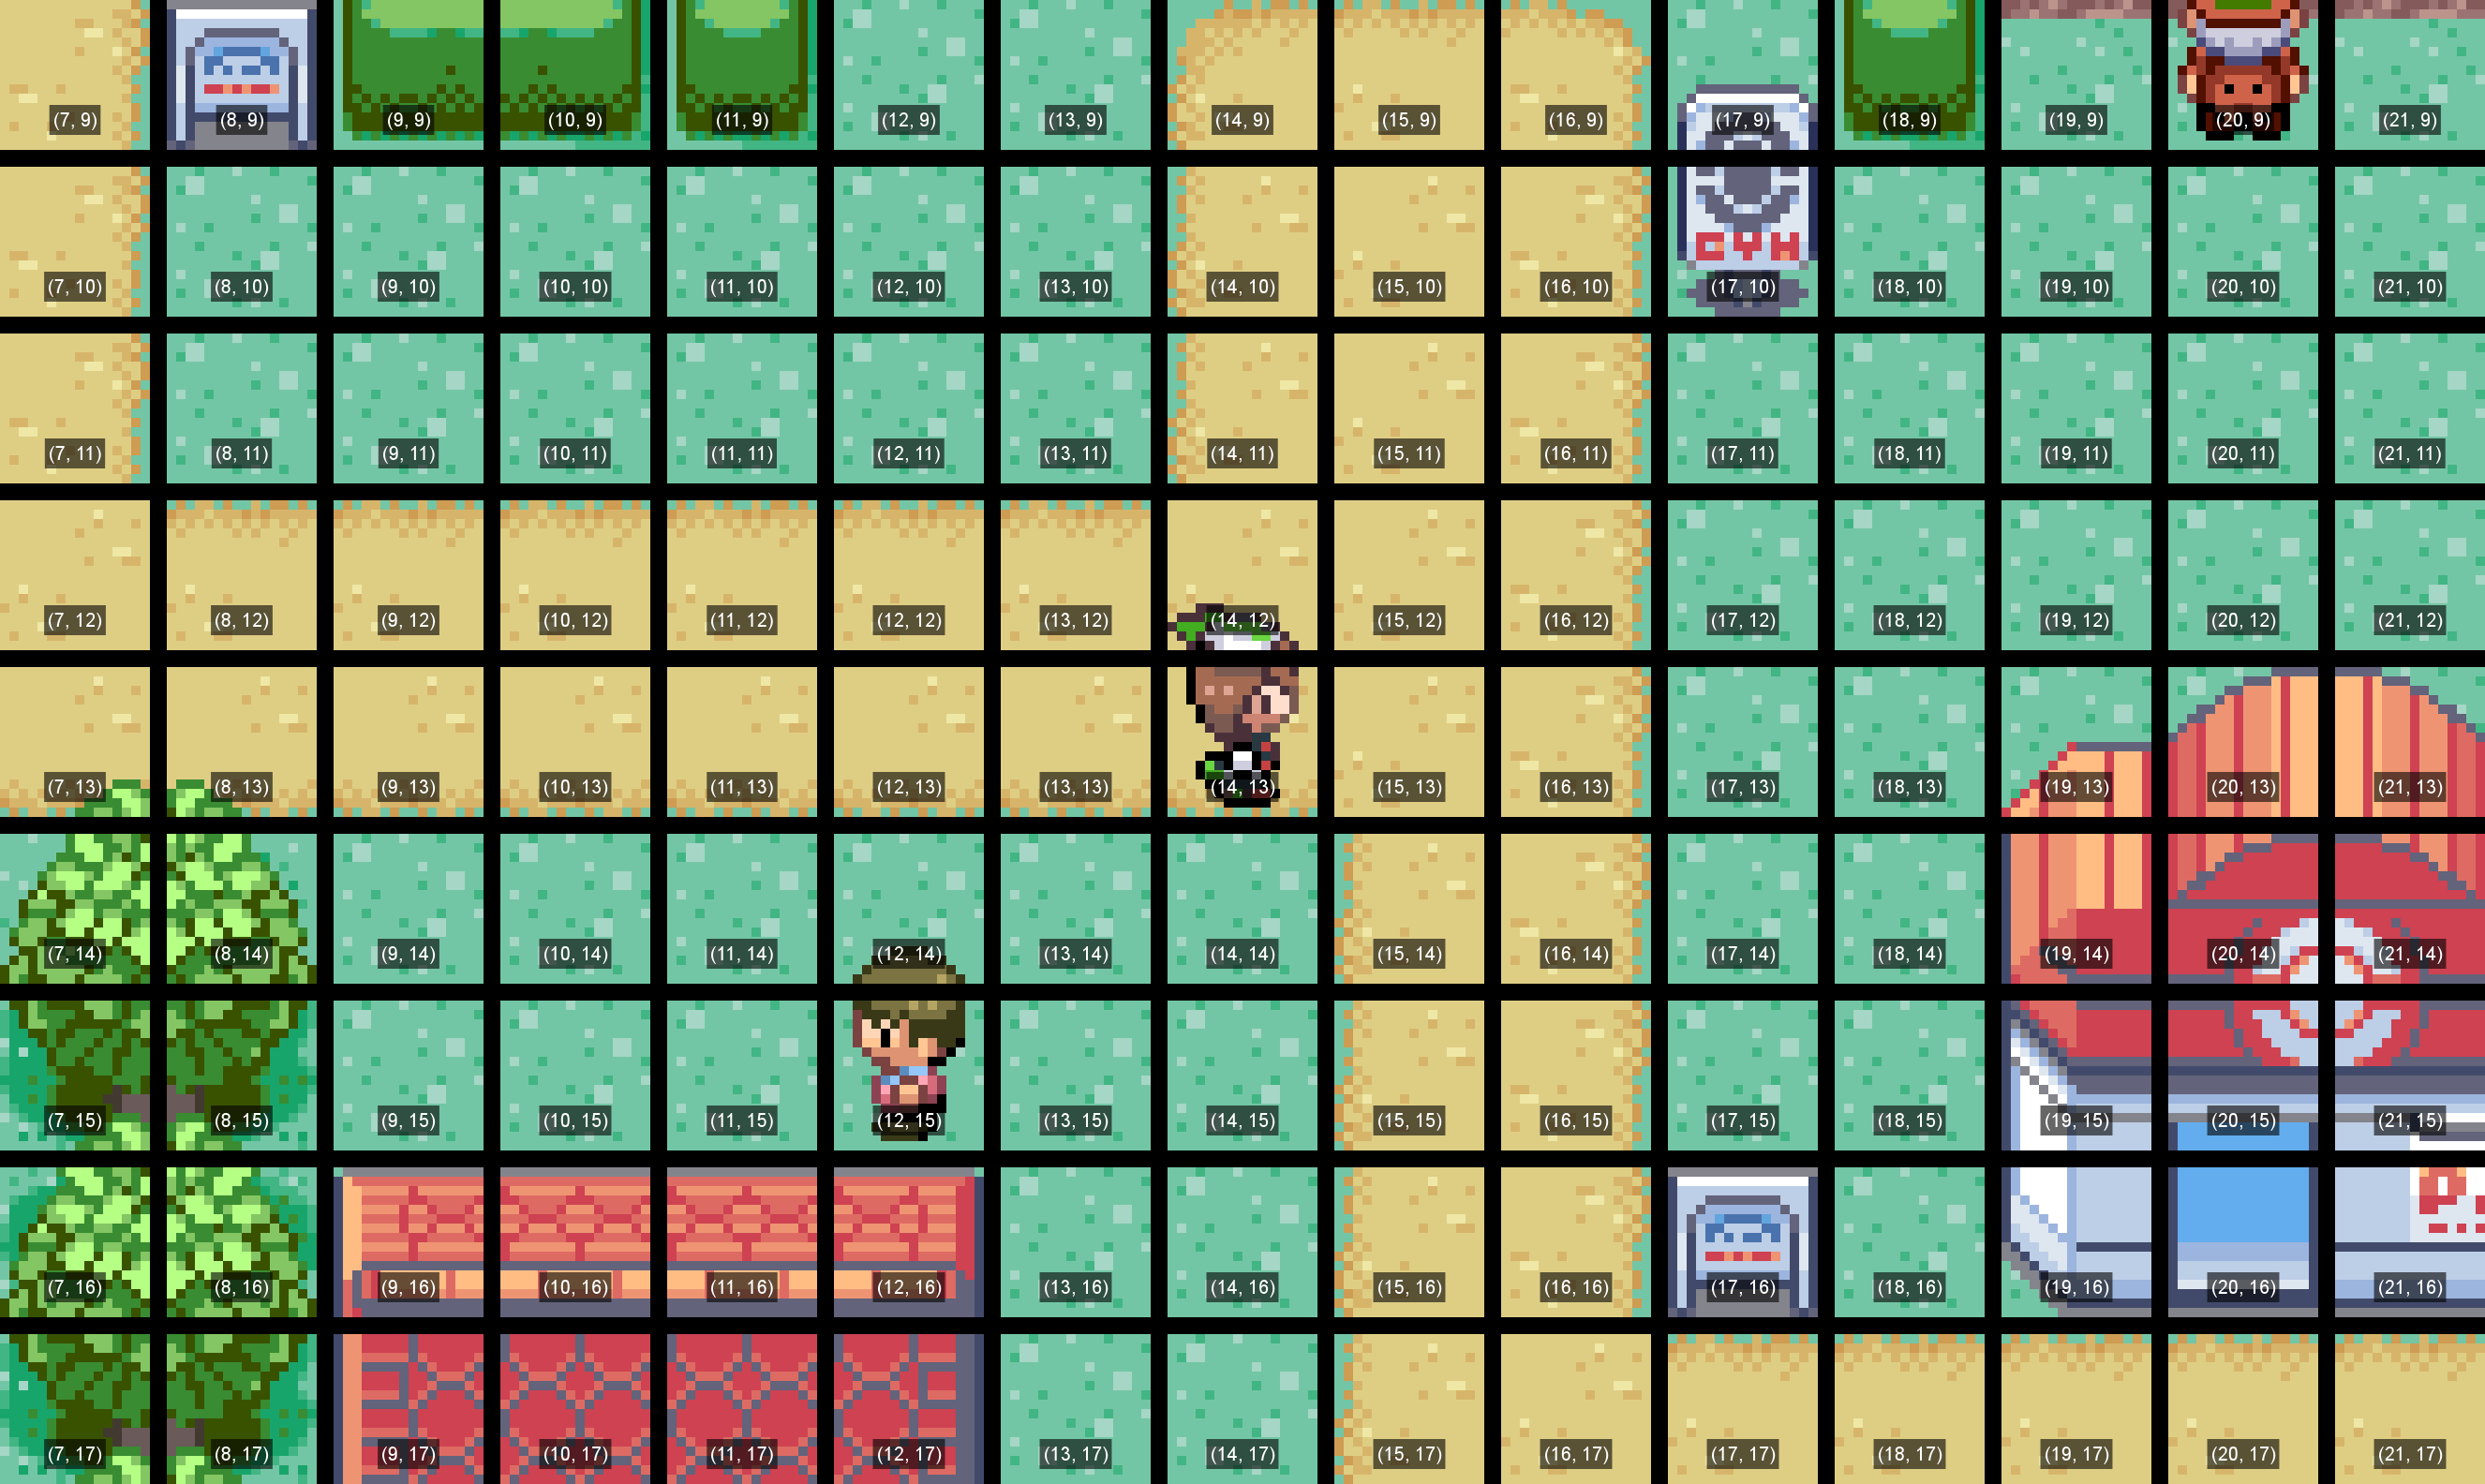 (7, 9) (8, 9) (9, 9) (10, 9) (11, 9) (12, 9) (13, 9) (14, 9) (15, 9) (16, 9) (17, 9) (18, 9) (19, 9) (20, 9) (21, 9)
GYM
(7, 10) (8, 10) (9, 10) (10, 10) (11, 10) (12, 10) (13, 10) (14, 10) (15, 10) (16, 10) (17, 10) (18, 10) (19, 10) (20, 10) (21, 10)
(7, 11) (8, 11) (9, 11) (10, 11) (11, 11) (12, 11) (13, 11) (14, 11) (15, 11) (16, 11) (17, 11) (18, 11) (19, 11) (20, 11) (21, 11)
(7, 12) (8, 12) (9, 12) (10, 12) (11, 12) (12, 12) (13, 12) (14, 12) (15, 12) (16, 12) (17, 12) (18, 12) (19, 12) (20, 12) (21, 12)
(7, 13) (8, 13) (9, 13) (10, 13) (11, 13) (12, 13) (13, 13) (14, 13) (15, 13) (16, 13) (17, 13) (18, 13) (19, 13) (20, 13) (21, 13)
(7, 14) (8, 14) (9, 14) (10, 14) (11, 14) (12, 14) (13, 14) (14, 14) (15, 14) (16, 14) (17, 14) (18, 14) (19, 14) (20, 14) (21, 14)
(7, 15) (8, 15) (9, 15) (10, 15) (11, 15) (12, 15) (13, 15) (14, 15) (15, 15) (16, 15) (17, 15) (18, 15) (19, 15) (20, 15) (21, 15)
P.
(7, 16) (8, 16) (9, 16) (10, 16) (11, 16) (12, 16) (13, 16) (14, 16) (15, 16) (16, 16) (17, 16) (18, 16) (19, 16) (20, 16) (21, 16)
(7, 17) (8, 17) (9, 17) (10, 17) (11, 17) (12, 17) (13, 17) (14, 17) (15, 17) (16, 17) (17, 17) (18, 17) (19, 17) (20, 17) (21, 17)